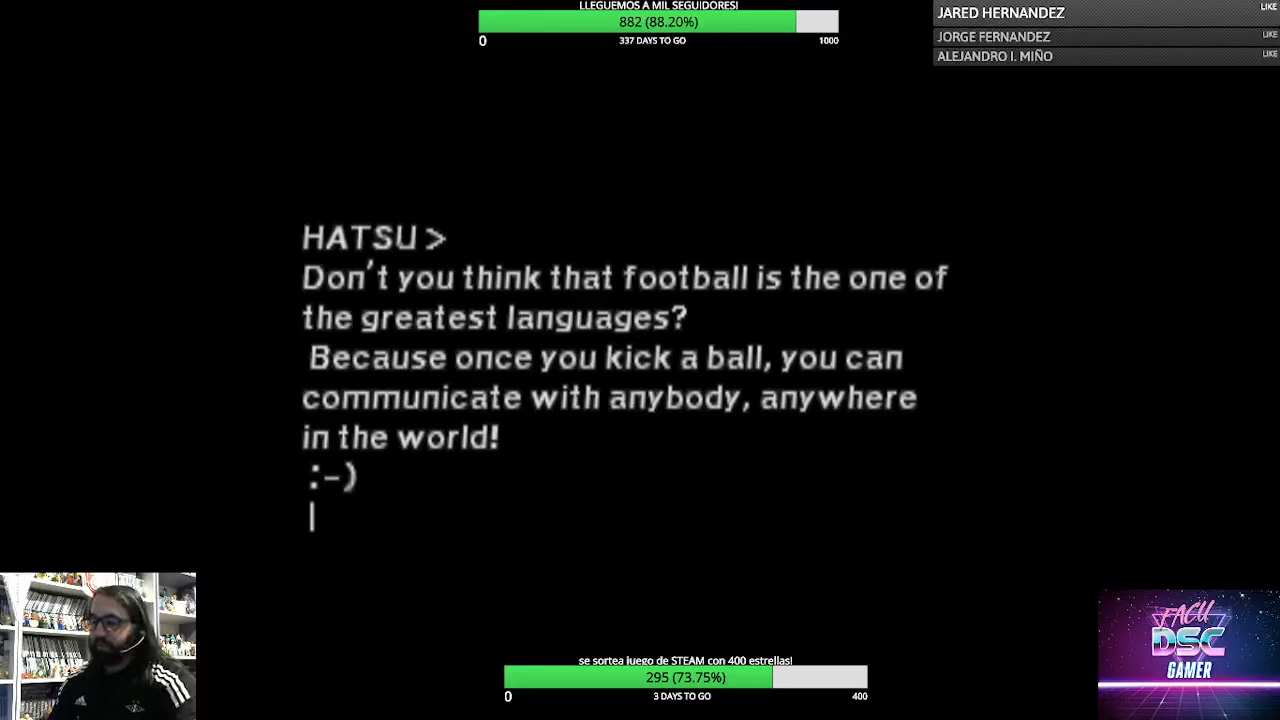 LLEGUEMOS A MIL SEGUIDORES!
882 (88.20%)
0
337 DAYS TO GO
1000
JARED HERNANDEZ
LIKE
JORGE FERNANDEZ
LIKE
ALEJANDRO I. MIÑO
LIKE
HATSU >
Don't you think that football is the one of
the greatest languages?
Because once you kick a ball, you can
communicate with anybody, anywhere
in the world!
:-)
|
se sortea juego de STEAM con 400 estrellas!
295 (73.75%)
0
3 DAYS TO GO
400
FACU
DSC
GAMER